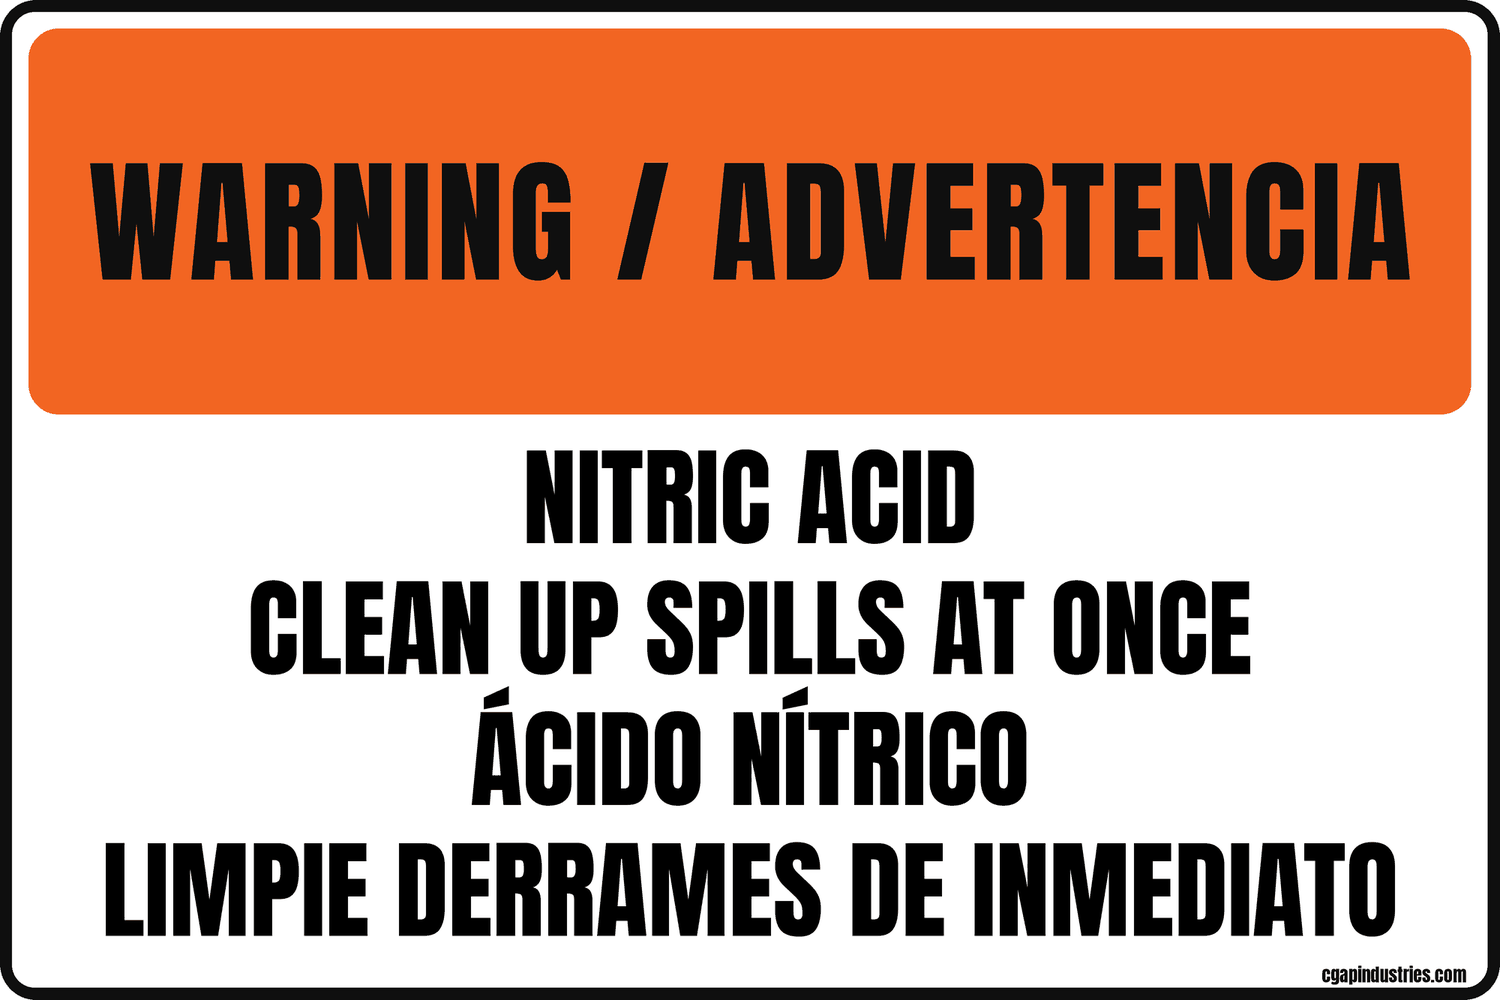 WARNING / ADVERTENCIA
NITRIC ACID
CLEAN UP SPILLS AT ONCE
ÁCIDO NÍTRICO
LIMPIE DERRAMES DE INMEDIATO
cgapindustries.com